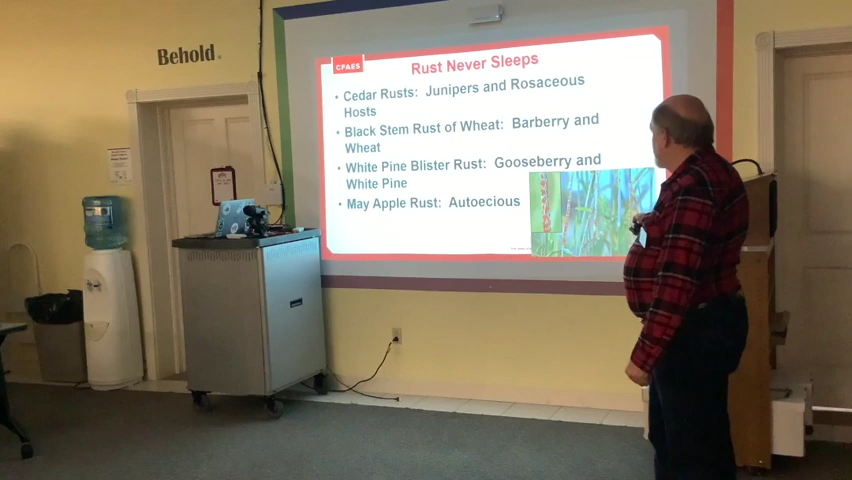 Behold.
CFAES
Rust Never Sleeps
• Cedar Rusts: Junipers and Rosaceous
Hosts
• Black Stem Rust of Wheat: Barberry and
Wheat
• White Pine Blister Rust: Gooseberry and
White Pine
• May Apple Rust: Autoecious